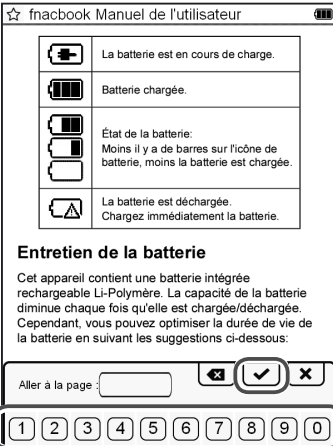 ☆ fnacbook Manuel de l'utilisateur
La batterie est en cours de charge.
Batterie chargée.
État de la batterie:
Moins il y a de barres sur l'icône de
batterie, moins la batterie est chargée.
La batterie est déchargée.
Chargez immédiatement la batterie.
Entretien de la batterie
Cet appareil contient une batterie intégrée
rechargeable Li-Polymère. La capacité de la batterie
diminue chaque fois qu'elle est chargée/déchargée.
Cependant, vous pouvez optimiser la durée de vie de
la batterie en suivant les suggestions ci-dessous:
Aller à la page :
1 2 3 4 5 6 7 8 9 0